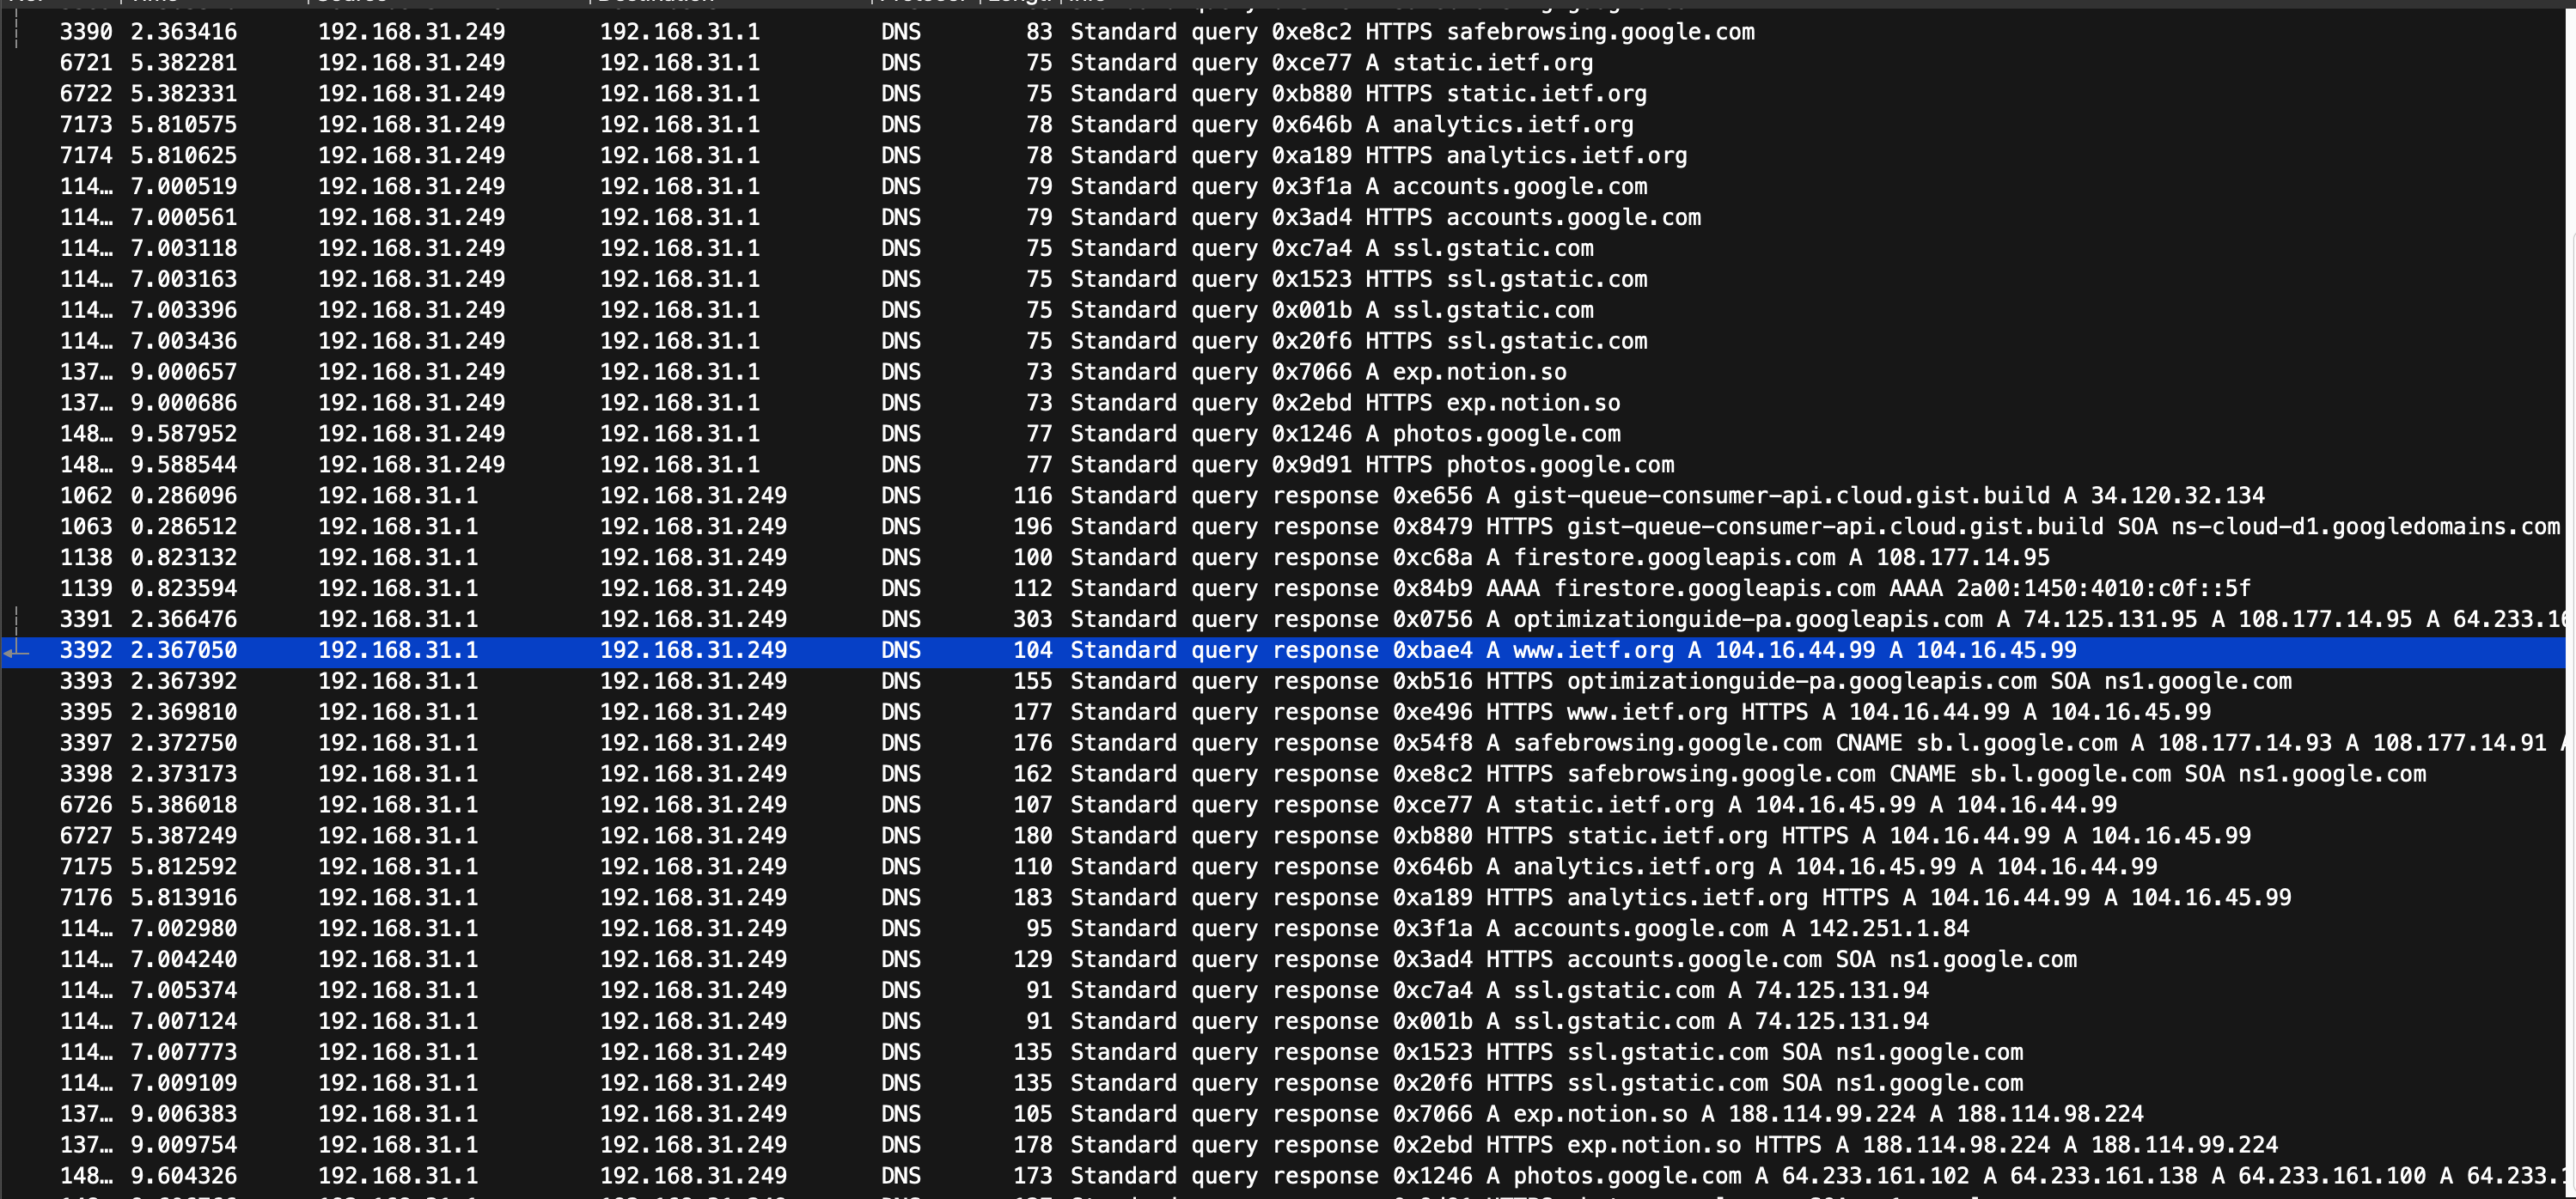 3390 2.363416 192.168.31.249 192.168.31.1 DNS 83 Standard query 0xe8c2 HTTPS safebrowsing.google.com
6721 5.382281 192.168.31.249 192.168.31.1 DNS 75 Standard query 0xce77 A static.ietf.org
6722 5.382331 192.168.31.249 192.168.31.1 DNS 75 Standard query 0xb880 HTTPS static.ietf.org
7173 5.810575 192.168.31.249 192.168.31.1 DNS 78 Standard query 0x646b A analytics.ietf.org
7174 5.810625 192.168.31.249 192.168.31.1 DNS 78 Standard query 0xa189 HTTPS analytics.ietf.org
114… 7.000519 192.168.31.249 192.168.31.1 DNS 79 Standard query 0x3f1a A accounts.google.com
114… 7.000561 192.168.31.249 192.168.31.1 DNS 79 Standard query 0x3ad4 HTTPS accounts.google.com
114… 7.003118 192.168.31.249 192.168.31.1 DNS 75 Standard query 0xc7a4 A ssl.gstatic.com
114… 7.003163 192.168.31.249 192.168.31.1 DNS 75 Standard query 0x1523 HTTPS ssl.gstatic.com
114… 7.003396 192.168.31.249 192.168.31.1 DNS 75 Standard query 0x001b A ssl.gstatic.com
114… 7.003436 192.168.31.249 192.168.31.1 DNS 75 Standard query 0x20f6 HTTPS ssl.gstatic.com
137… 9.000657 192.168.31.249 192.168.31.1 DNS 73 Standard query 0x7066 A exp.notion.so
137… 9.000686 192.168.31.249 192.168.31.1 DNS 73 Standard query 0x2ebd HTTPS exp.notion.so
148… 9.587952 192.168.31.249 192.168.31.1 DNS 77 Standard query 0x1246 A photos.google.com
148… 9.588544 192.168.31.249 192.168.31.1 DNS 77 Standard query 0x9d91 HTTPS photos.google.com
1062 0.286096 192.168.31.1 192.168.31.249 DNS 116 Standard query response 0xe656 A gist-queue-consumer-api.cloud.gist.build A 34.120.32.134
1063 0.286512 192.168.31.1 192.168.31.249 DNS 196 Standard query response 0x8479 HTTPS gist-queue-consumer-api.cloud.gist.build SOA ns-cloud-d1.googledomains.com
1138 0.823132 192.168.31.1 192.168.31.249 DNS 100 Standard query response 0xc68a A firestore.googleapis.com A 108.177.14.95
1139 0.823594 192.168.31.1 192.168.31.249 DNS 112 Standard query response 0x84b9 AAAA firestore.googleapis.com AAAA 2a00:1450:4010:c0f::5f
3391 2.366476 192.168.31.1 192.168.31.249 DNS 303 Standard query response 0x0756 A optimizationguide-pa.googleapis.com A 74.125.131.95 A 108.177.14.95 A
3392 2.367050 192.168.31.1 192.168.31.249 DNS 104 Standard query response 0xbae4 A www.ietf.org A 104.16.44.99 A 104.16.45.99
3393 2.367392 192.168.31.1 192.168.31.249 DNS 155 Standard query response 0xb516 HTTPS optimizationguide-pa.googleapis.com SOA ns1.google.com
3395 2.369810 192.168.31.1 192.168.31.249 DNS 177 Standard query response 0xe496 HTTPS www.ietf.org HTTPS A 104.16.44.99 A 104.16.45.99
3397 2.372750 192.168.31.1 192.168.31.249 DNS 176 Standard query response 0x54f8 A safebrowsing.google.com CNAME sb.l.google.com A 108.177.14.93 A 108.177.14.91
3398 2.373173 192.168.31.1 192.168.31.249 DNS 162 Standard query response 0xe8c2 HTTPS safebrowsing.google.com CNAME sb.l.google.com SOA ns1.google.com
6726 5.386018 192.168.31.1 192.168.31.249 DNS 107 Standard query response 0xce77 A static.ietf.org A 104.16.45.99 A 104.16.44.99
6727 5.387249 192.168.31.1 192.168.31.249 DNS 180 Standard query response 0xb880 HTTPS static.ietf.org HTTPS A 104.16.44.99 A 104.16.45.99
7175 5.812592 192.168.31.1 192.168.31.249 DNS 110 Standard query response 0x646b A analytics.ietf.org A 104.16.45.99 A 104.16.44.99
7176 5.813916 192.168.31.1 192.168.31.249 DNS 183 Standard query response 0xa189 HTTPS analytics.ietf.org HTTPS A 104.16.44.99 A 104.16.45.99
114… 7.002980 192.168.31.1 192.168.31.249 DNS 95 Standard query response 0x3f1a A accounts.google.com A 142.251.1.84
114… 7.004240 192.168.31.1 192.168.31.249 DNS 129 Standard query response 0x3ad4 HTTPS accounts.google.com SOA ns1.google.com
114… 7.005374 192.168.31.1 192.168.31.249 DNS 91 Standard query response 0xc7a4 A ssl.gstatic.com A 74.125.131.94
114… 7.007124 192.168.31.1 192.168.31.249 DNS 91 Standard query response 0x001b A ssl.gstatic.com A 74.125.131.94
114… 7.007773 192.168.31.1 192.168.31.249 DNS 135 Standard query response 0x1523 HTTPS ssl.gstatic.com SOA ns1.google.com
114… 7.009109 192.168.31.1 192.168.31.249 DNS 135 Standard query response 0x20f6 HTTPS ssl.gstatic.com SOA ns1.google.com
137… 9.006383 192.168.31.1 192.168.31.249 DNS 105 Standard query response 0x7066 A exp.notion.so A 188.114.99.224 A 188.114.98.224
137… 9.009754 192.168.31.1 192.168.31.249 DNS 178 Standard query response 0x2ebd HTTPS exp.notion.so HTTPS A 188.114.98.224 A 188.114.99.224
148… 9.604326 192.168.31.1 192.168.31.249 DNS 173 Standard query response 0x1246 A photos.google.com A 64.233.161.102 A 64.233.161.138 A 64.233.161.100 A